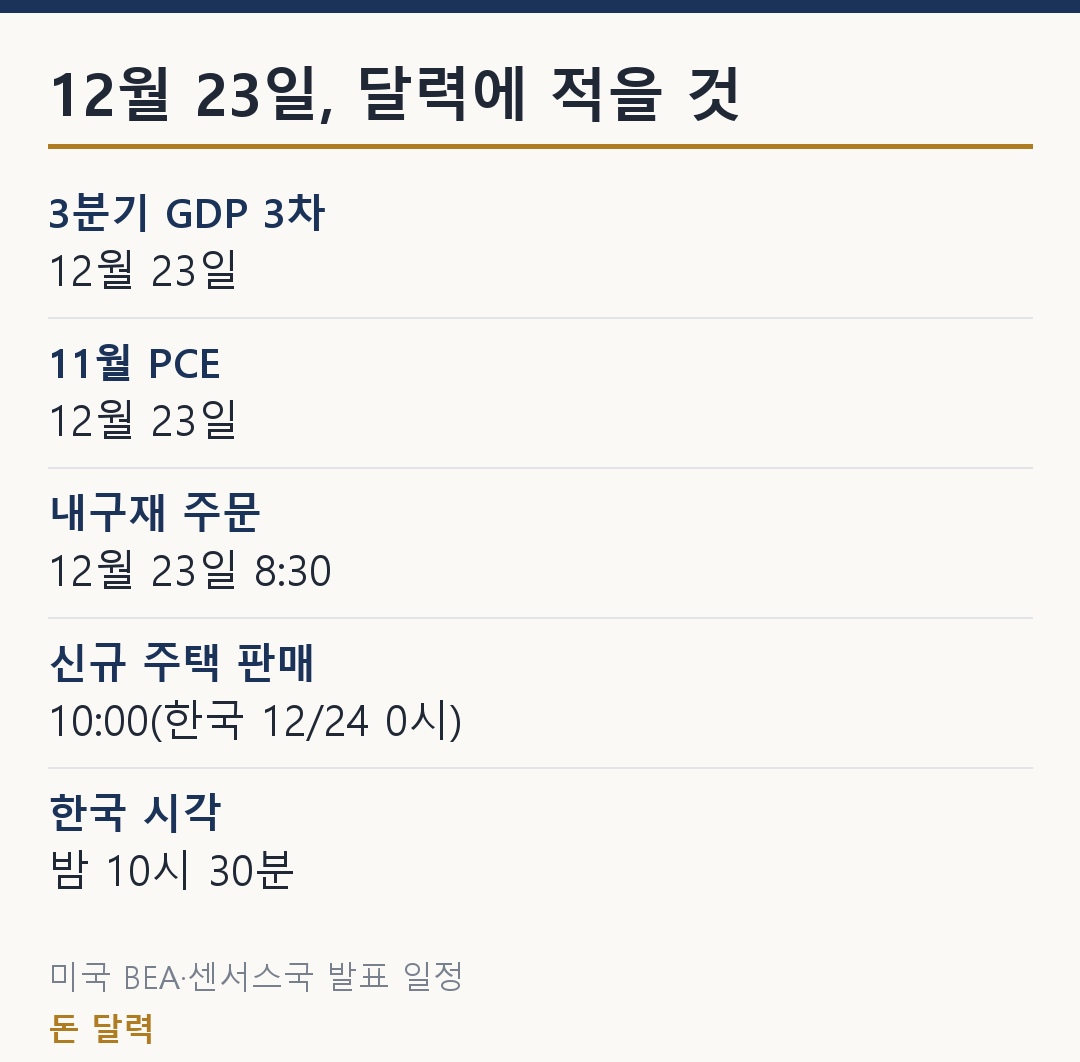 12월 23일, 달력에 적을 것
3분기 GDP 3차
12월 23일
11월 PCE
12월 23일
내구재 주문
12월 23일 8:30
신규 주택 판매
10:00(한국 12/24 0시)
한국 시각
밤 10시 30분
미국 BEA·센서스국 발표 일정
돈 달력